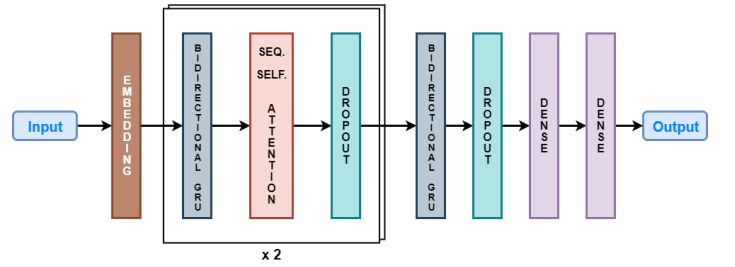 Input
EMBEDDING
BIDIRECTIONAL GRU
SEQ.
SELF.
ATTENTION
DROPOUT
x 2
BIDIRECTIONAL GRU
DROPOUT
DENSE
DENSE
Output